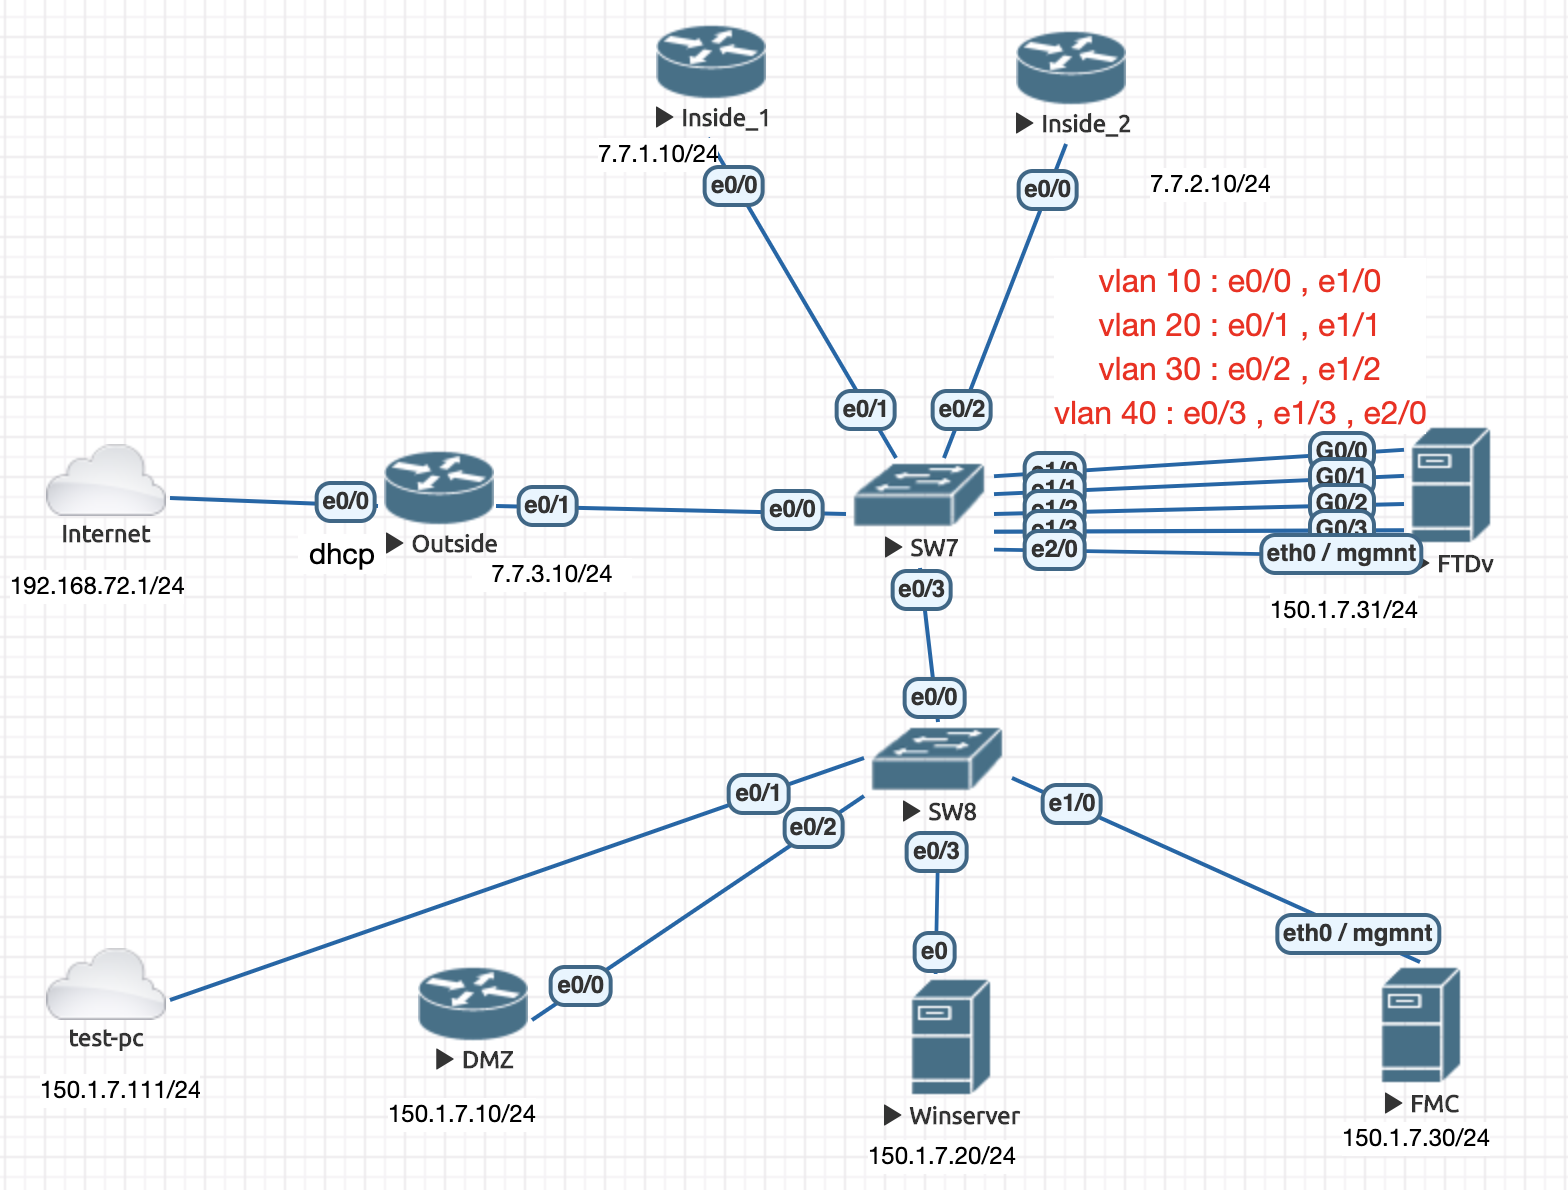 Inside_1
7.7.1.10/24
e0/0
Inside_2
e0/0
7.7.2.10/24
vlan 10 : e0/0 , e1/0
vlan 20 : e0/1 , e1/1
vlan 30 : e0/2 , e1/2
vlan 40 : e0/3 , e1/3 , e2/0
e0/1
e0/2
Internet
192.168.72.1/24
e0/0
dhcp
Outside
e0/1
7.7.3.10/24
e0/0
SW7
e1/0
e1/1
e1/2
e1/3
e2/0
G0/0
G0/1
G0/2
G0/3
eth0 / mgmnt
FTDv
150.1.7.31/24
e0/3
e0/0
SW8
e0/1
e0/2
e0/3
e1/0
test-pc
150.1.7.111/24
e0/0
DMZ
150.1.7.10/24
e0
Winserver
150.1.7.20/24
eth0 / mgmnt
FMC
150.1.7.30/24